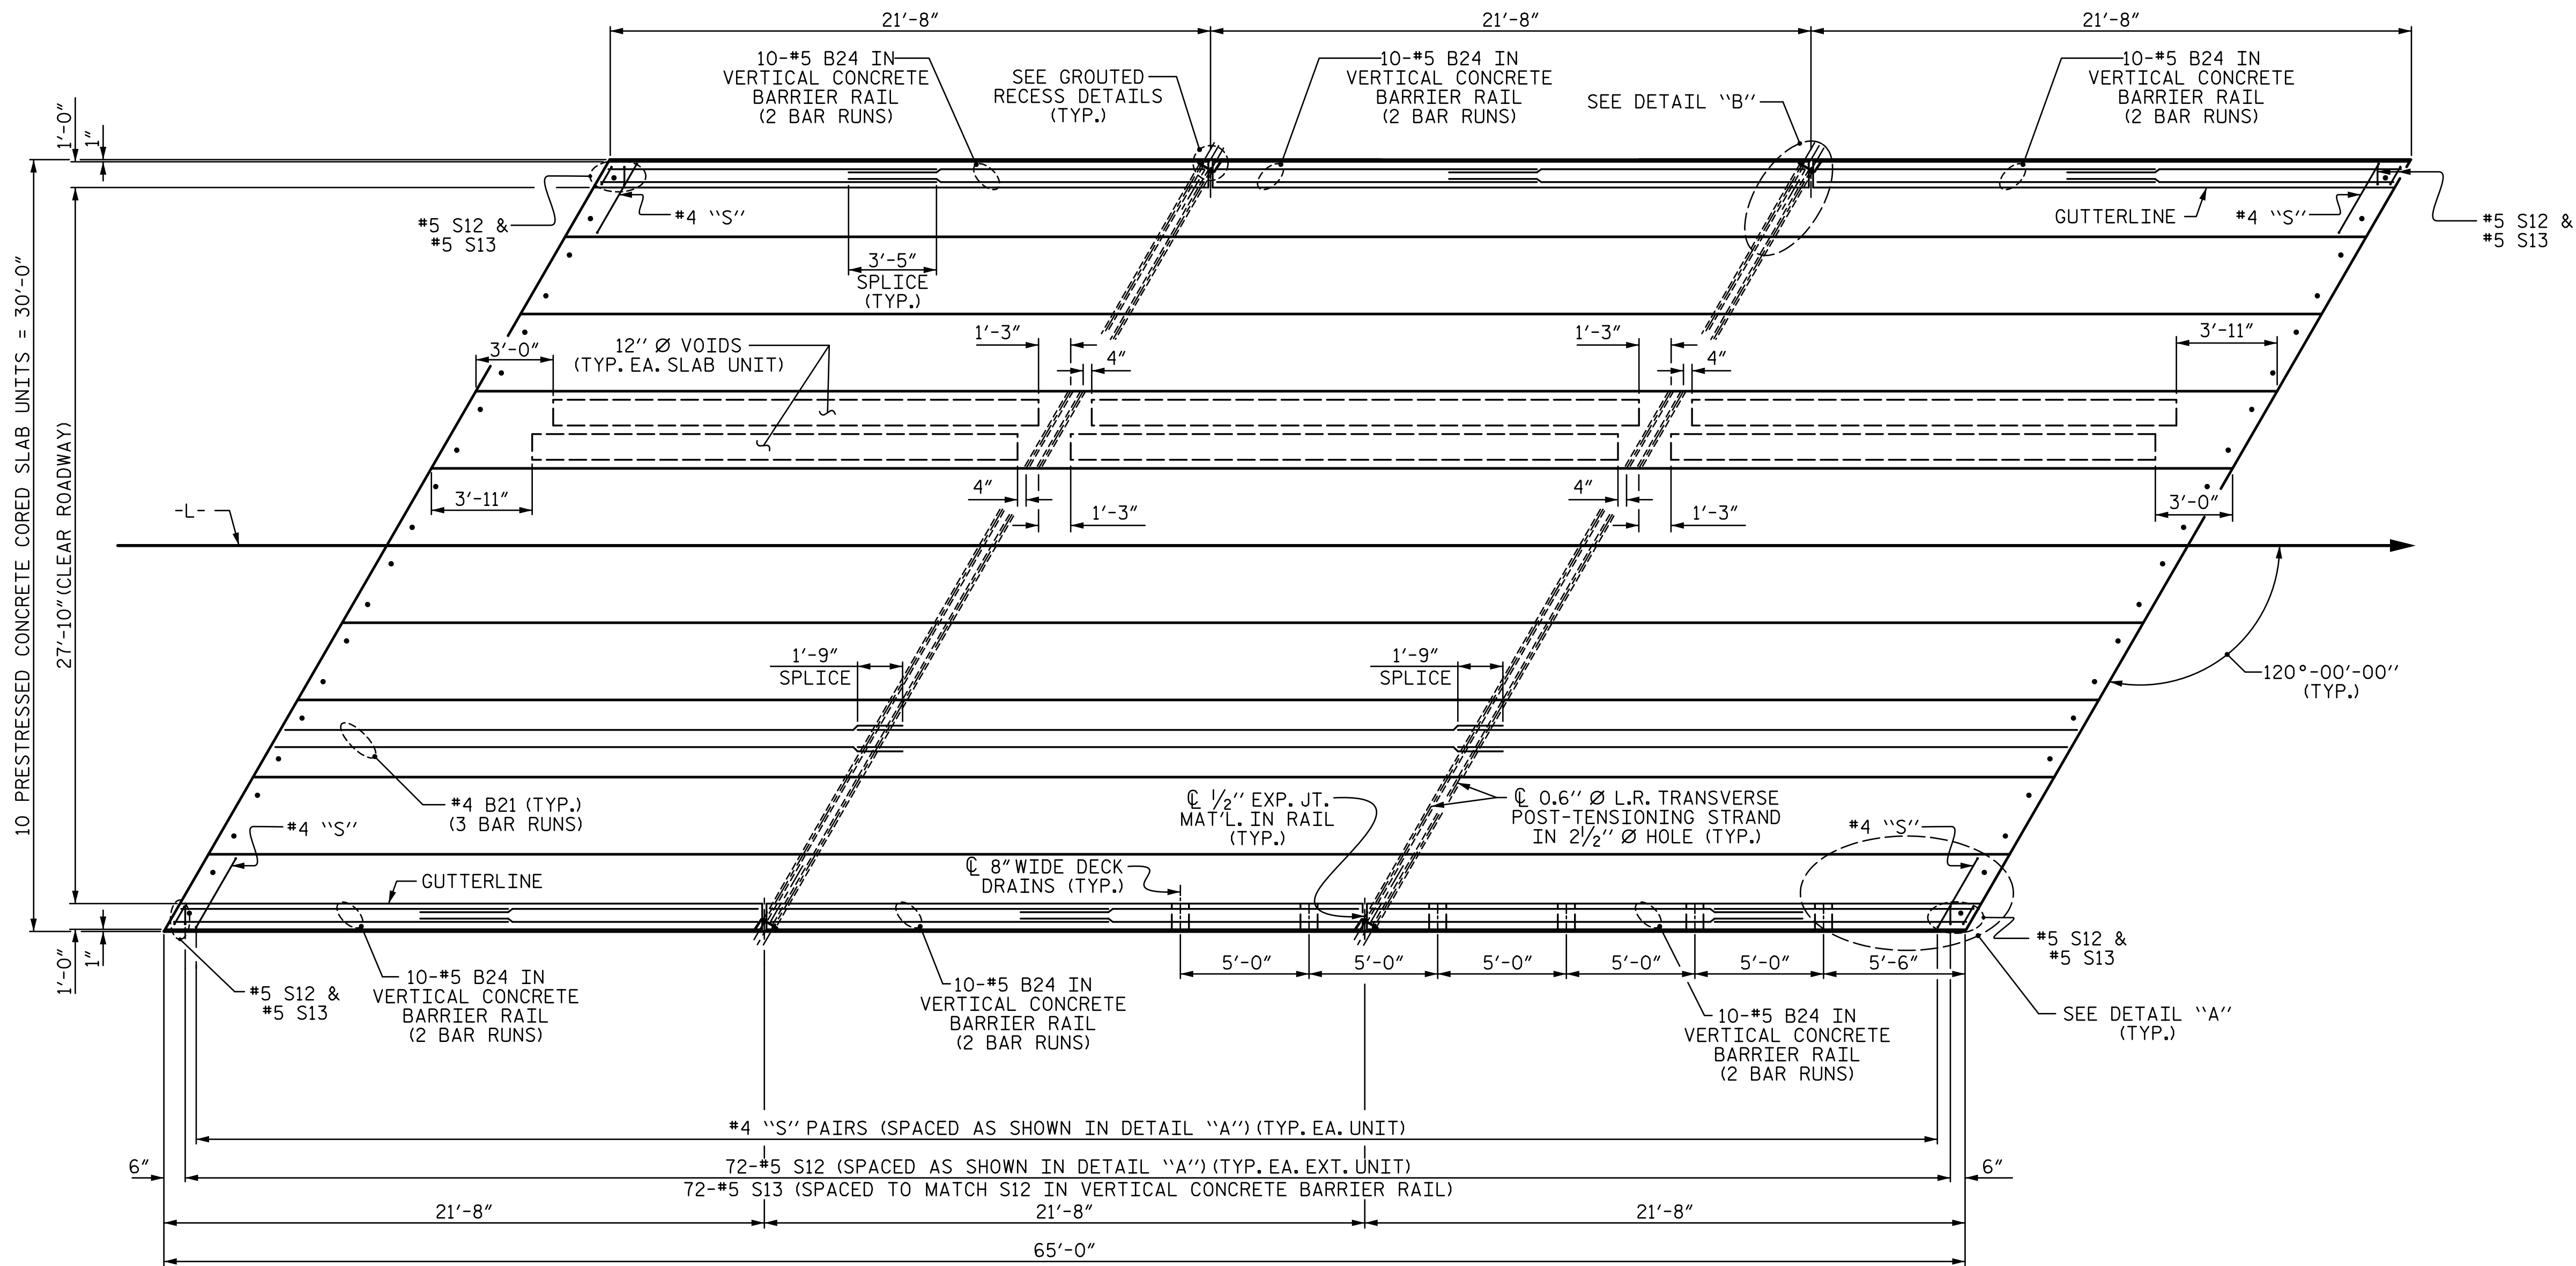 21'-8"
21'-8"
21'-8"
10-#5 B24 IN
VERTICAL CONCRETE
BARRIER RAIL
(2 BAR RUNS)
SEE GROUTED
RECESS DETAILS
(TYP.)
10-#5 B24 IN
VERTICAL CONCRETE
BARRIER RAIL
(2 BAR RUNS)
SEE DETAIL "B"
10-#5 B24 IN
VERTICAL CONCRETE
BARRIER RAIL
(2 BAR RUNS)
1'-0"
1"
#5 S12 &
#5 S13
#4 "S"
GUTTERLINE
#4 "S"
#5 S12 &
#5 S13
3'-5"
SPLICE
(TYP.)
10 PRESTRESSED CONCRETE CORED SLAB UNITS = 30'-0"
27'-10" (CLEAR ROADWAY)
3'-0"
12" Ø VOIDS
(TYP. EA. SLAB UNIT)
1'-3"
4"
1'-3"
4"
3'-11"
3'-11"
4"
1'-3"
4"
1'-3"
3'-0"
-L-
120°-00'-00"
(TYP.)
1'-9"
SPLICE
1'-9"
SPLICE
#4 B21 (TYP.)
(3 BAR RUNS)
#4 "S"
℄ 1/2" EXP. JT.
MAT'L. IN RAIL
(TYP.)
℄ 0.6" Ø L.R. TRANSVERSE
POST-TENSIONING STRAND
IN 2 1/2" Ø HOLE (TYP.)
#4 "S"
GUTTERLINE
℄ 8" WIDE DECK
DRAINS (TYP.)
1'-0"
1"
#5 S12 &
#5 S13
10-#5 B24 IN
VERTICAL CONCRETE
BARRIER RAIL
(2 BAR RUNS)
10-#5 B24 IN
VERTICAL CONCRETE
BARRIER RAIL
(2 BAR RUNS)
5'-0"
5'-0"
5'-0"
5'-0"
5'-0"
5'-6"
10-#5 B24 IN
VERTICAL CONCRETE
BARRIER RAIL
(2 BAR RUNS)
#5 S12 &
#5 S13
SEE DETAIL "A"
(TYP.)
#4 "S" PAIRS (SPACED AS SHOWN IN DETAIL "A") (TYP. EA. UNIT)
6"
72-#5 S12 (SPACED AS SHOWN IN DETAIL "A") (TYP. EA. EXT. UNIT)
6"
72-#5 S13 (SPACED TO MATCH S12 IN VERTICAL CONCRETE BARRIER RAIL)
21'-8"
21'-8"
21'-8"
65'-0"